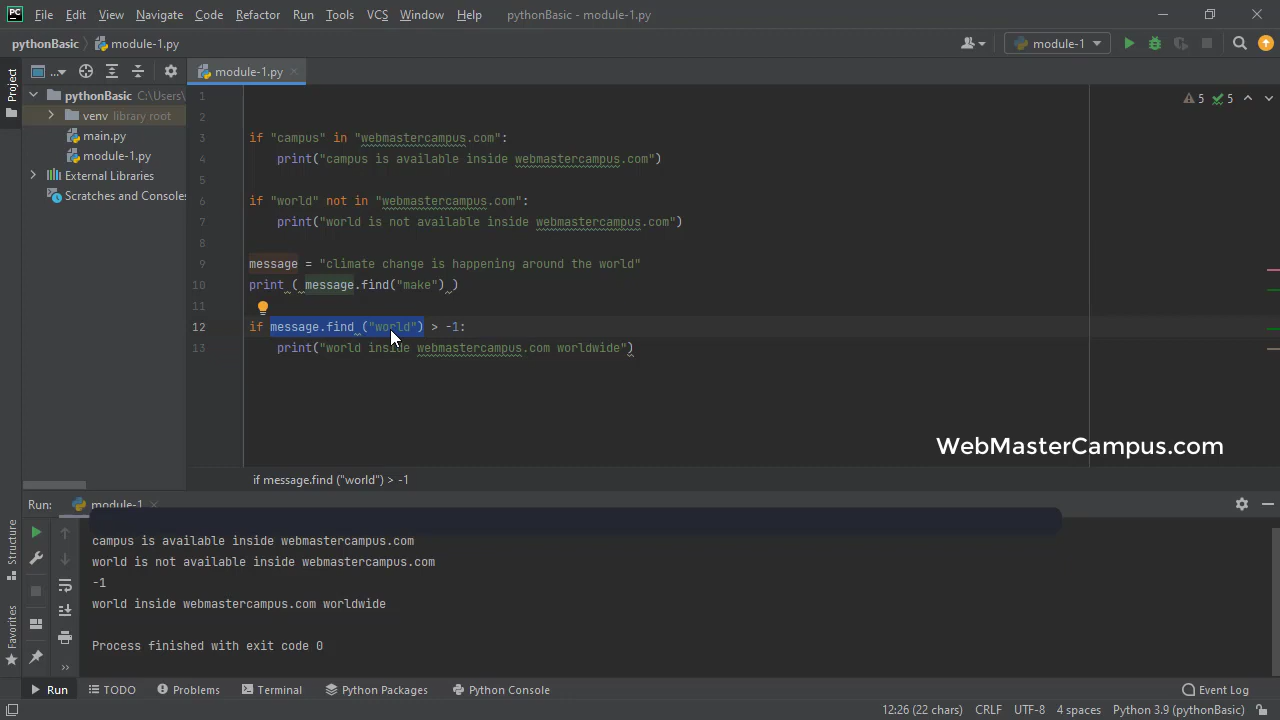 PC File Edit View Navigate Code Refactor Run Tools VCS Window Help pythonBasic - module-1.py
pythonBasic module-1.py module-1
Project ... module-1.py
pythonBasic C:\Users\
venv library root
main.py
module-1.py
External Libraries
Scratches and Consoles
5 5
1
2
3 if "campus" in "webmastercampus.com":
4 print("campus is available inside webmastercampus.com")
5
6 if "world" not in "webmastercampus.com":
7 print("world is not available inside webmastercampus.com")
8
9 message = "climate change is happening around the world"
10 print ( message.find("make") )
11
12 if message.find ("world") > -1:
13 print("world inside webmastercampus.com worldwide")
WebMasterCampus.com
if message.find ("world") > -1
Run: module-1
Structure
Favorites
campus is available inside webmastercampus.com
world is not available inside webmastercampus.com
-1
world inside webmastercampus.com worldwide
Process finished with exit code 0
Run TODO Problems Terminal Python Packages Python Console Event Log
12:26 (22 chars) CRLF UTF-8 4 spaces Python 3.9 (pythonBasic)